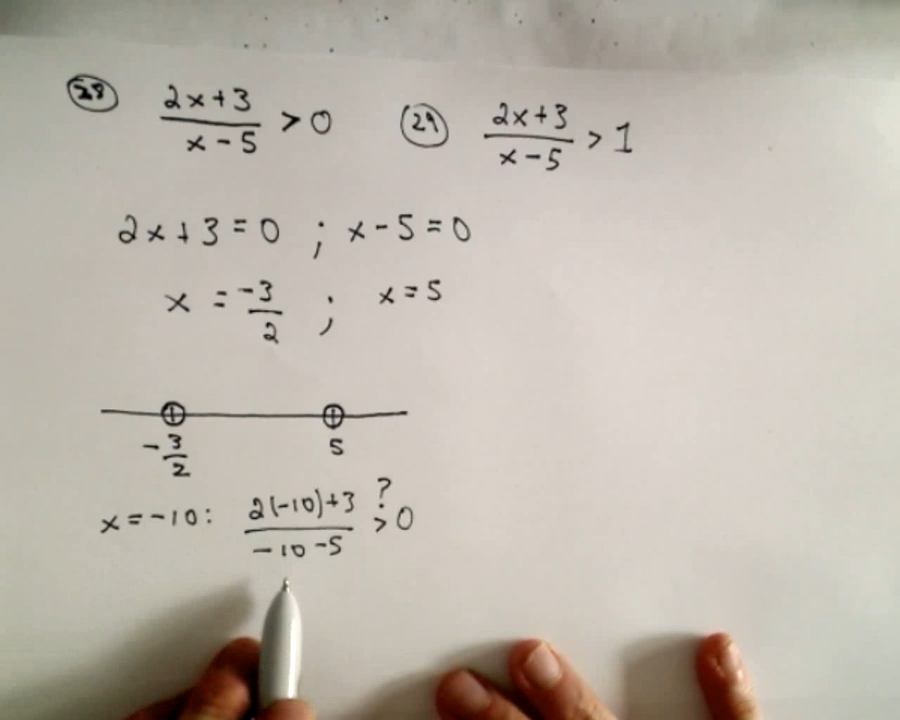 28 2x+3/x-5 > 0 29 2x+3/x-5 > 1
2x+3=0 ; x-5=0
x = -3/2 ; x=5
-3/2 5
x=-10: 2(-10)+3/-10-5 ?> 0